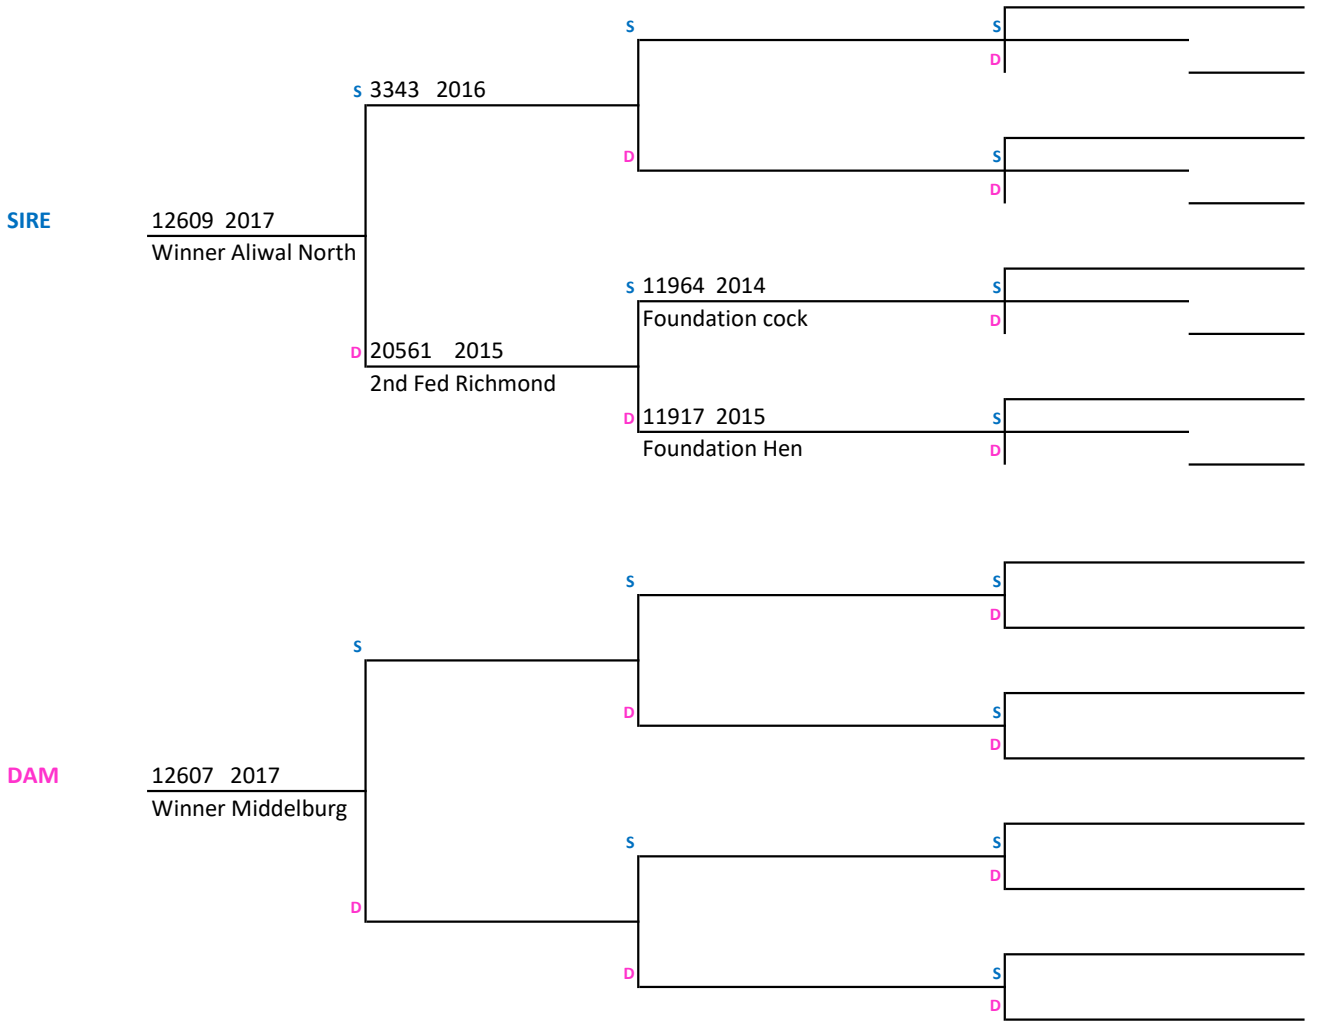 S
S
D
S 3343 2016
D
S
D
SIRE
12609 2017
Winner Aliwal North
S 11964 2014
Foundation cock
S
D
D 20561 2015
2nd Fed Richmond
D 11917 2015
Foundation Hen
S
D
S
S
D
S
D
S
D
DAM
12607 2017
Winner Middelburg
S
S
D
D
D
S
D